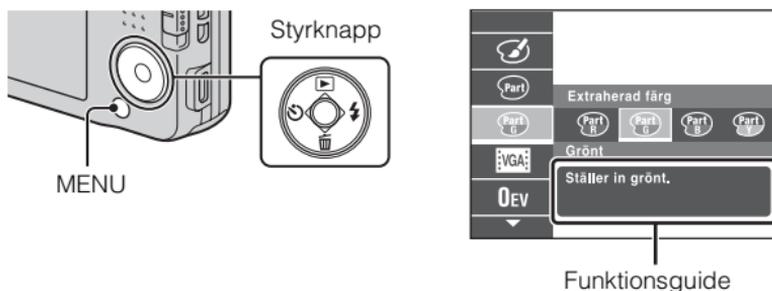 Styrknapp
MENU
Part
Extraherad färg
Part G
Part R
Part G
Part B
Part Y
Grönt
VGA
Ställer in grönt.
0EV
Funktionsguide